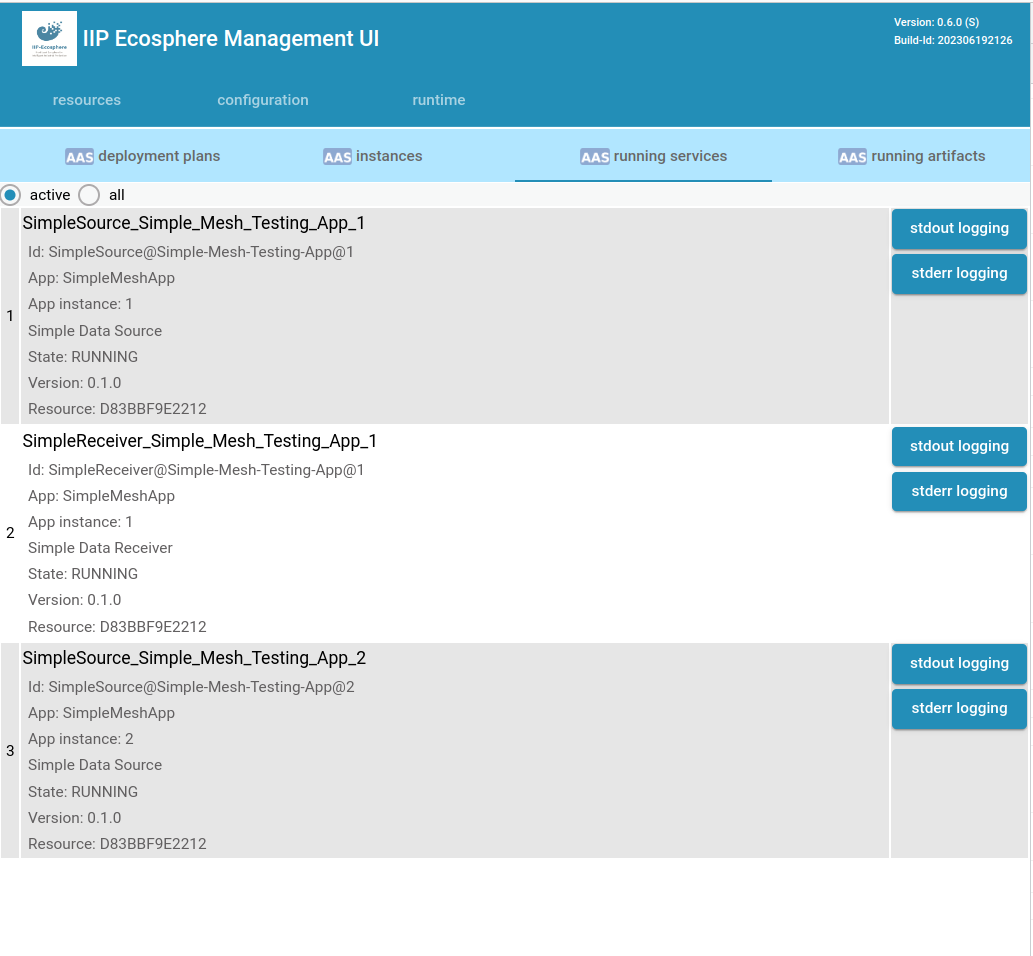 IIP-Ecosphere
IIP Ecosphere Management UI
Version: 0.6.0 (S)
Build-Id: 202306192126
resources configuration runtime
AAS deployment plans AAS instances AAS running services AAS running artifacts
active all
SimpleSource_Simple_Mesh_Testing_App_1
stdout logging
Id: SimpleSource@Simple-Mesh-Testing-App@1
stderr logging
App: SimpleMeshApp
App instance: 1
1
Simple Data Source
State: RUNNING
Version: 0.1.0
Resource: D83BBF9E2212
SimpleReceiver_Simple_Mesh_Testing_App_1
stdout logging
Id: SimpleReceiver@Simple-Mesh-Testing-App@1
stderr logging
App: SimpleMeshApp
App instance: 1
2
Simple Data Receiver
State: RUNNING
Version: 0.1.0
Resource: D83BBF9E2212
SimpleSource_Simple_Mesh_Testing_App_2
stdout logging
Id: SimpleSource@Simple-Mesh-Testing-App@2
stderr logging
App: SimpleMeshApp
App instance: 2
3
Simple Data Source
State: RUNNING
Version: 0.1.0
Resource: D83BBF9E2212